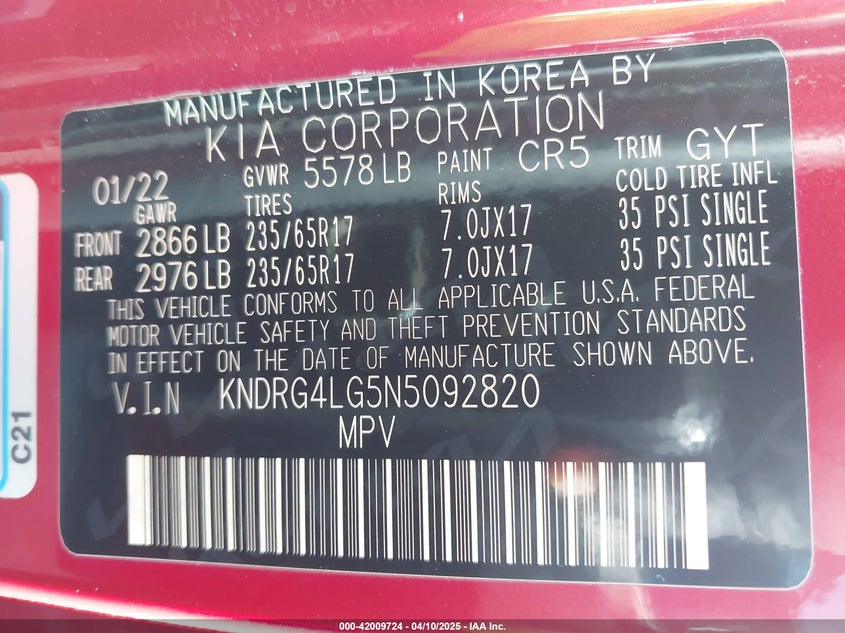 MANUFACTURED IN KOREA BY
KIA CORPORATION
01/22 GVWR 5578 LB PAINT CR5 TRIM GYT
GAWR TIRES RIMS COLD TIRE INFL
FRONT 2866 LB 235/65R17 7.0JX17 35 PSI SINGLE
REAR 2976 LB 235/65R17 7.0JX17 35 PSI SINGLE
THIS VEHICLE CONFORMS TO ALL APPLICABLE U.S.A. FEDERAL
MOTOR VEHICLE SAFETY AND THEFT PREVENTION STANDARDS
IN EFFECT ON THE DATE OF MANUFACTURE SHOWN ABOVE.
V.I.N KNDRG4LG5N5092820
MPV
C21
000-42009724 - 04/10/2025 - IAA Inc.